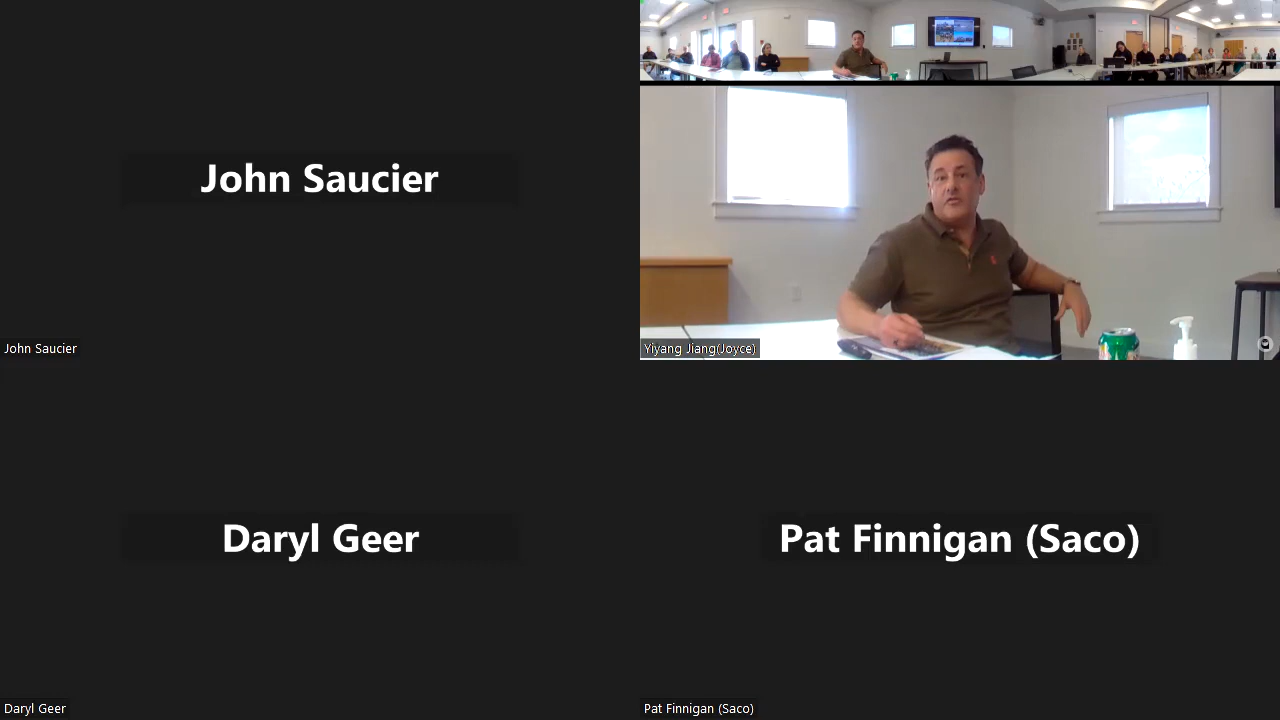 John Saucier
John Saucier
Yiyang Jiang(Joyce)
Daryl Geer
Pat Finnigan (Saco)
Daryl Geer
Pat Finnigan (Saco)